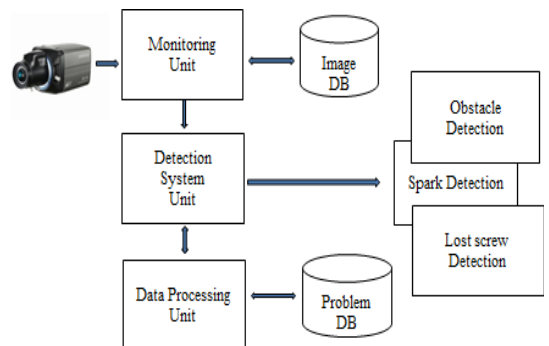 Monitoring
Unit
Image
DB
Obstacle
Detection
Detection
System
Unit
Spark Detection
Lost screw
Detection
Data Processing
Unit
Problem
DB